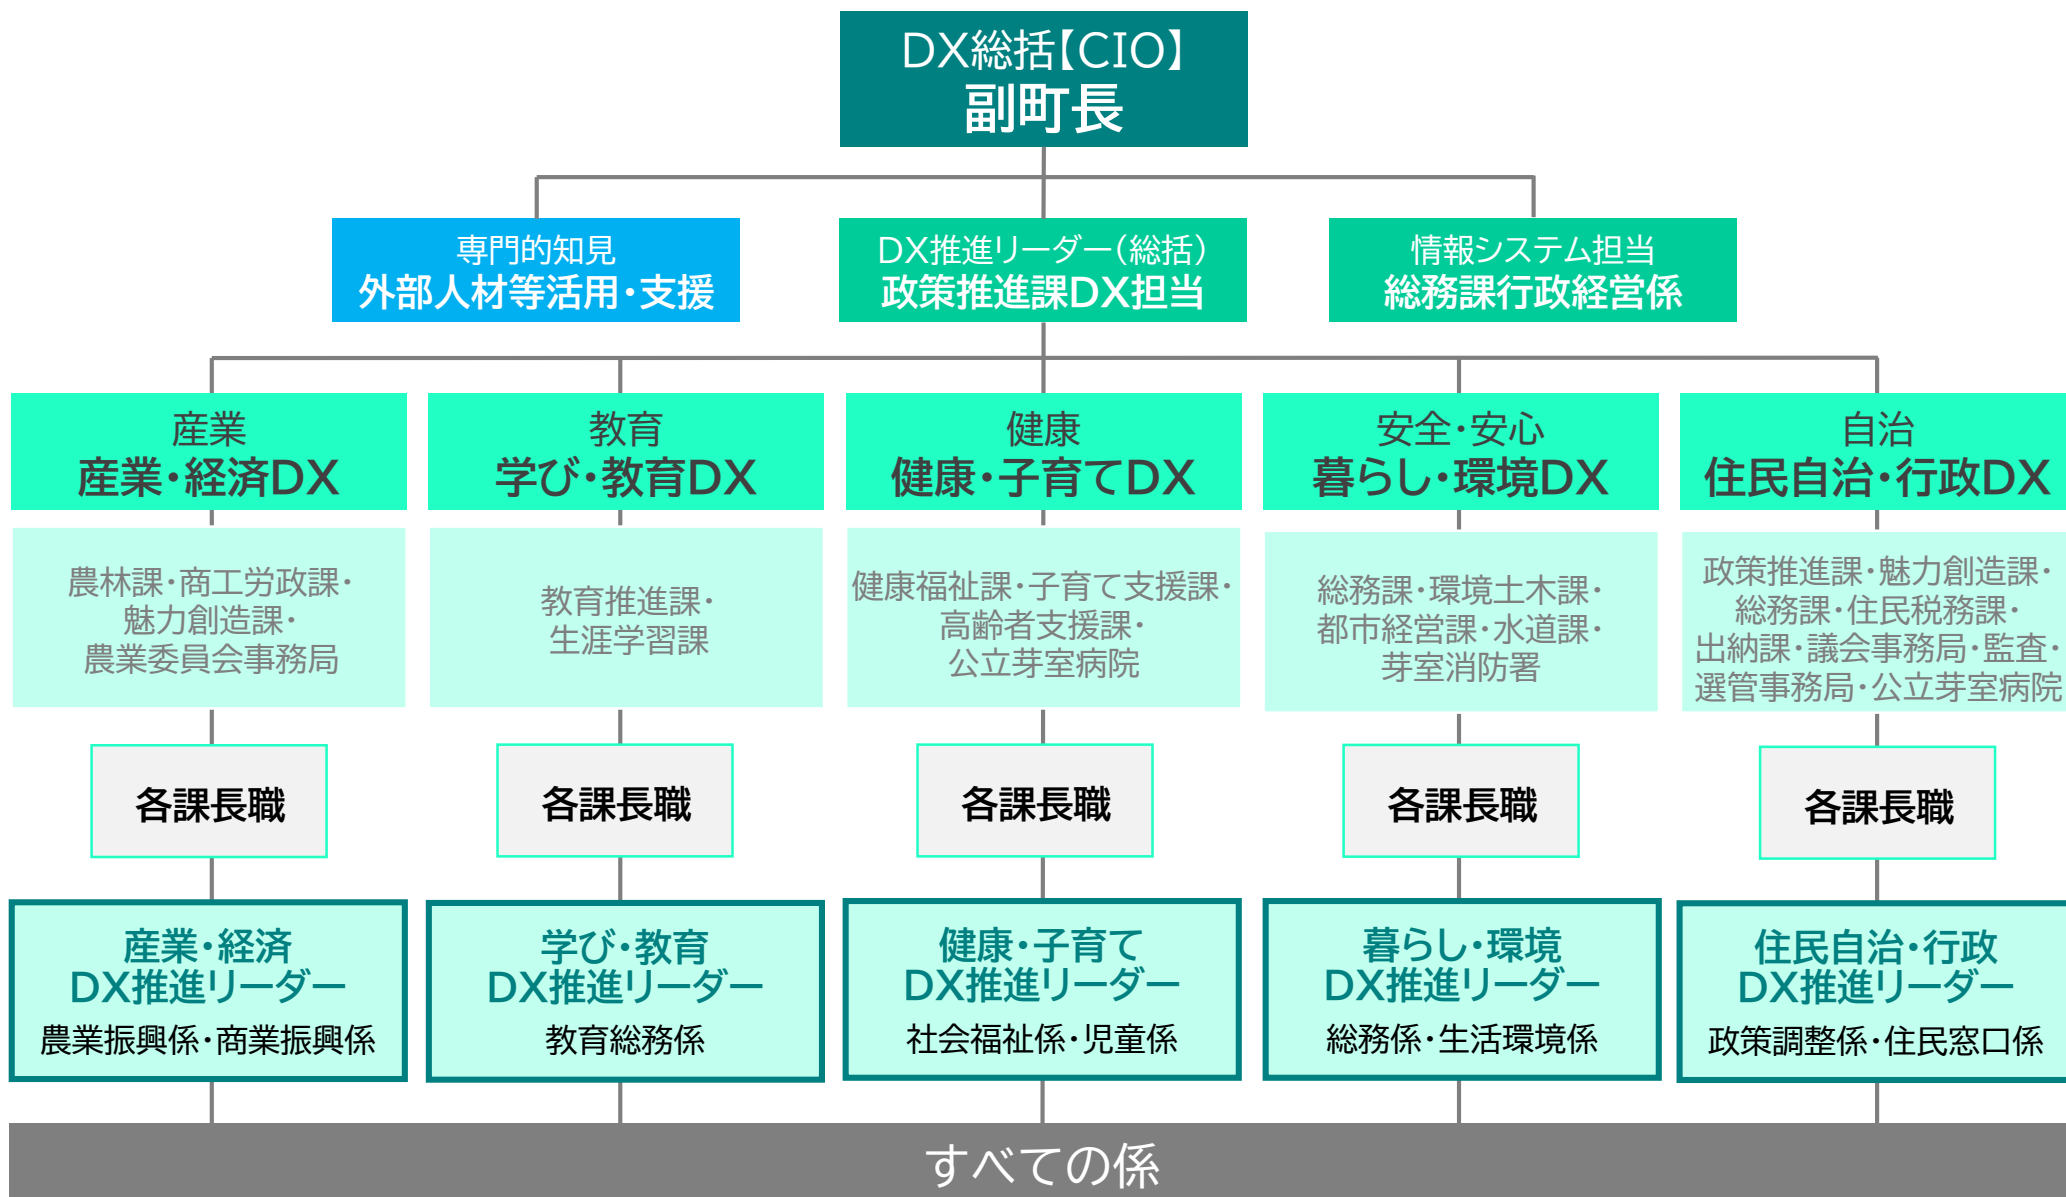 DX総括【CIO】
副町長
専門的知見
外部人材等活用・支援
DX推進リーダー(総括)
政策推進課DX担当
情報システム担当
総務課行政経営係
産業
産業・経済DX
教育
学び・教育DX
健康
健康・子育てDX
安全・安心
暮らし・環境DX
自治
住民自治・行政DX
農林課・商工労政課・
魅力創造課・
農業委員会事務局
教育推進課・
生涯学習課
健康福祉課・子育て支援課・
高齢者支援課・
公立芽室病院
総務課・環境土木課・
都市経営課・水道課・
芽室消防署
政策推進課・魅力創造課・
総務課・住民税務課・
出納課・議会事務局・監査・
選管事務局・公立芽室病院
各課長職
各課長職
各課長職
各課長職
各課長職
産業・経済
DX推進リーダー
農業振興係・商業振興係
学び・教育
DX推進リーダー
教育総務係
健康・子育て
DX推進リーダー
社会福祉係・児童係
暮らし・環境
DX推進リーダー
総務係・生活環境係
住民自治・行政
DX推進リーダー
政策調整係・住民窓口係
すべての係